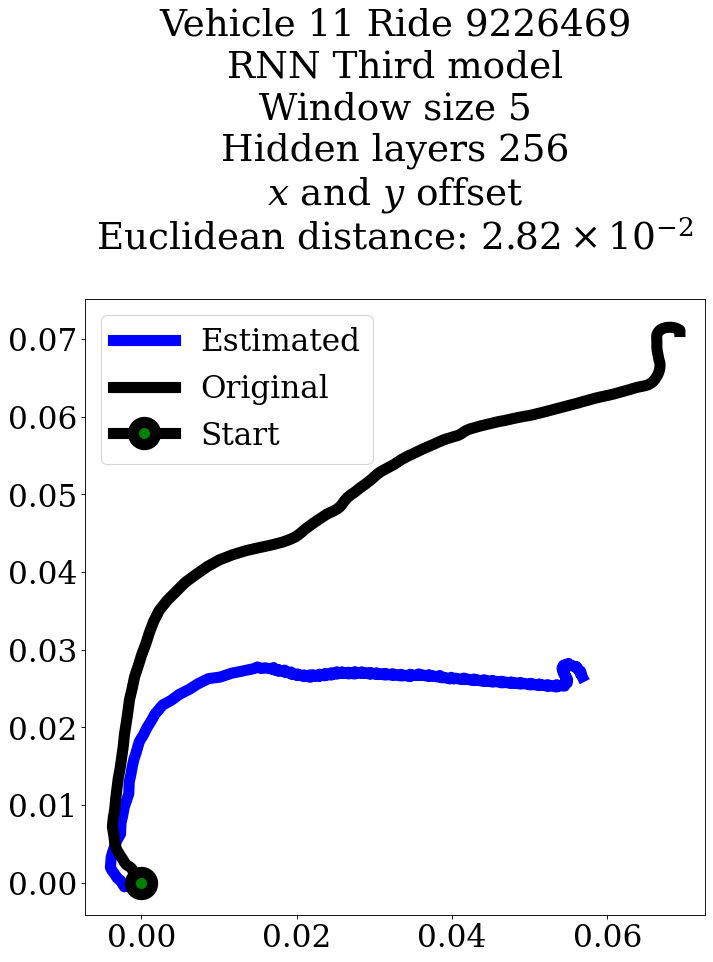 Vehicle 11 Ride 9226469
RNN Third model
Window size 5
Hidden layers 256
x and y offset
Euclidean distance: 2.82 × 10⁻²
Estimated
Original
Start
0.07
0.06
0.05
0.04
0.03
0.02
0.01
0.00
0.00 0.02 0.04 0.06